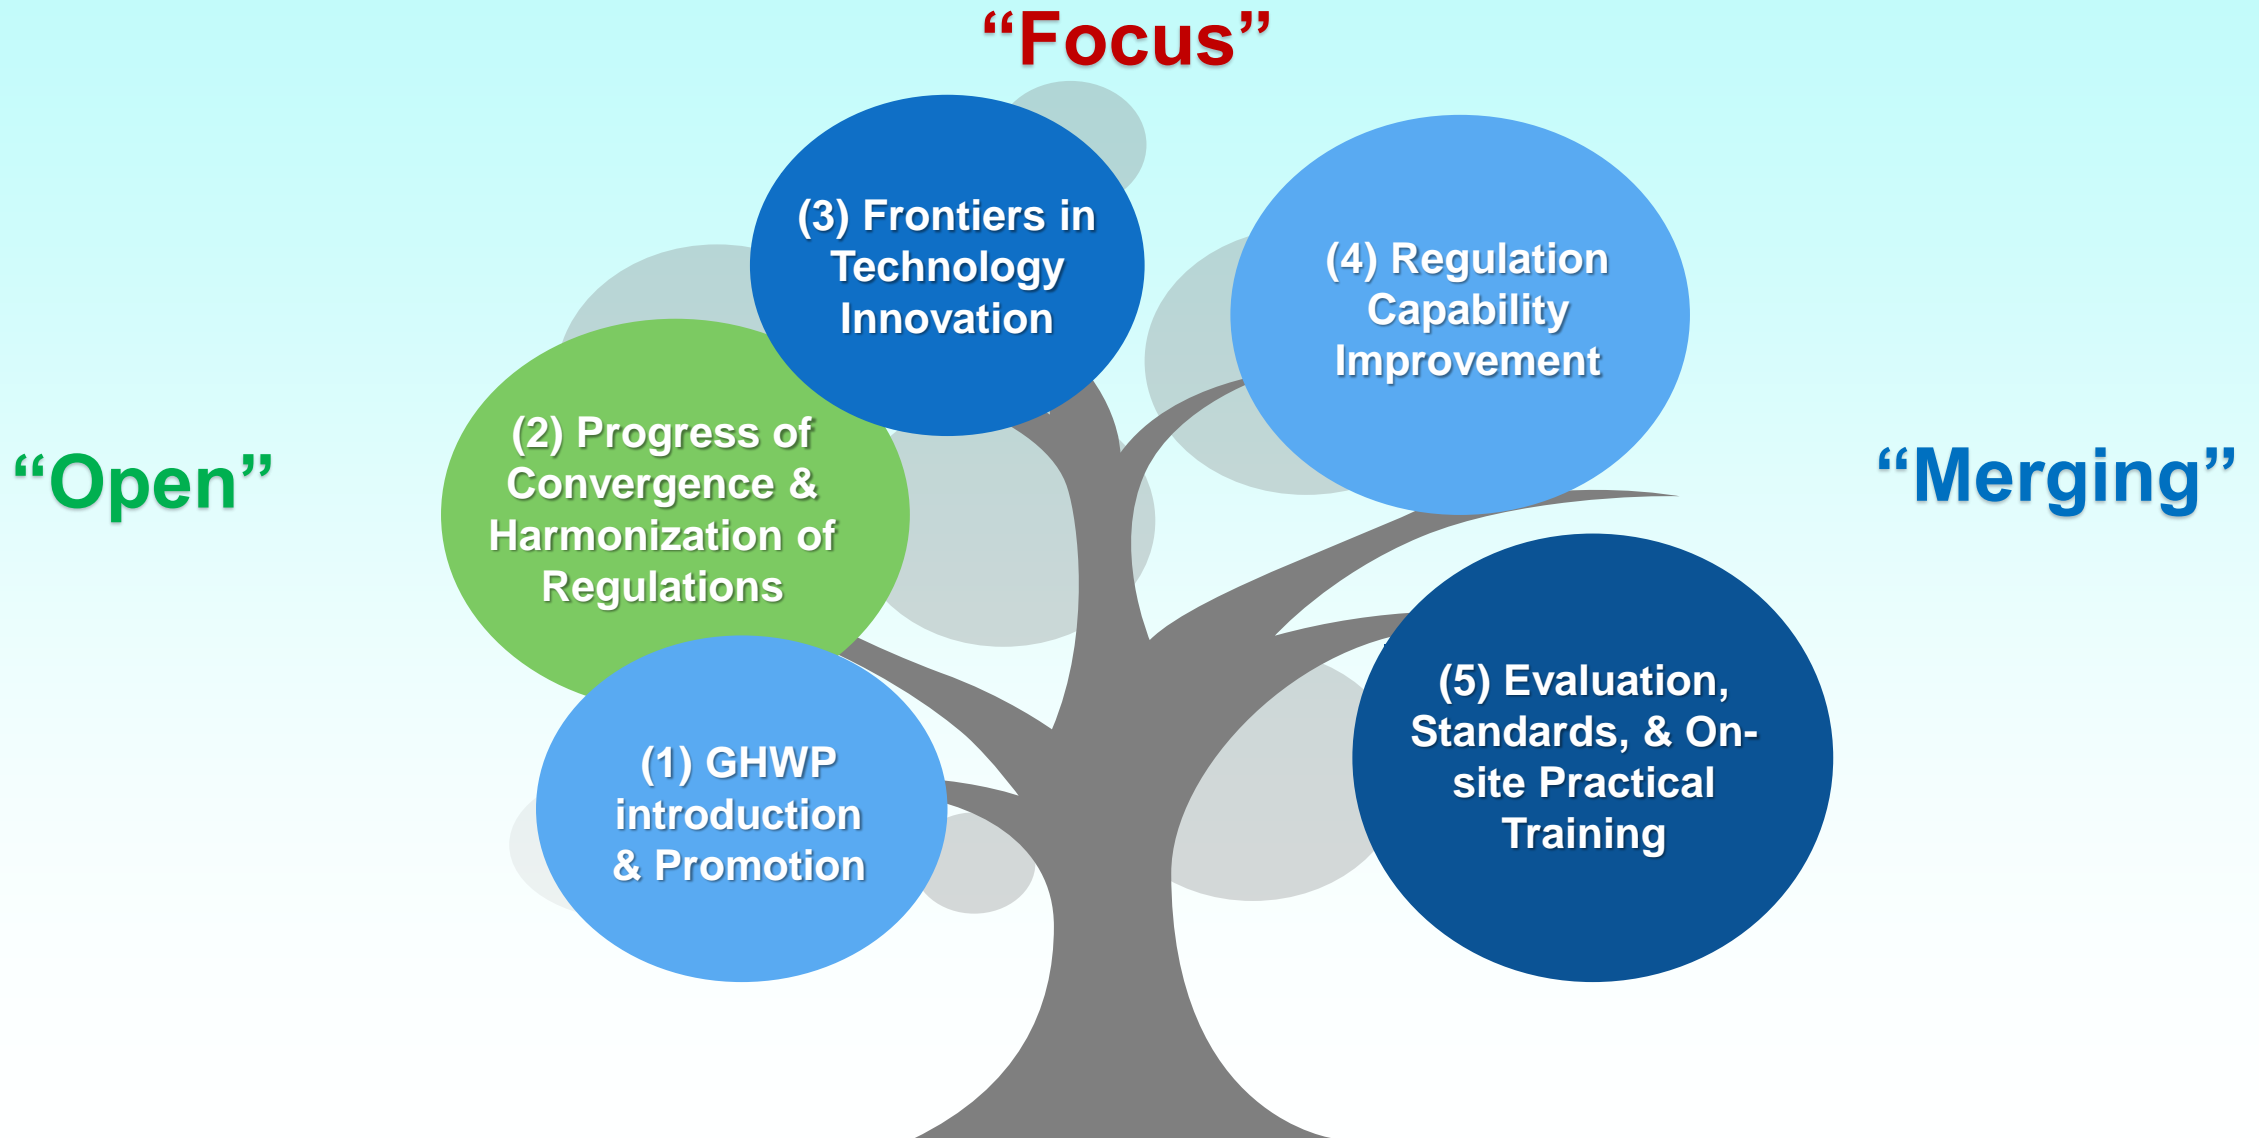 “Focus”
(3) Frontiers in
Technology
Innovation
(4) Regulation
Capability
Improvement
“Open”
(2) Progress of
Convergence &
Harmonization of
Regulations
“Merging”
(1) GHWP
introduction
& Promotion
(5) Evaluation,
Standards, & On-
site Practical
Training